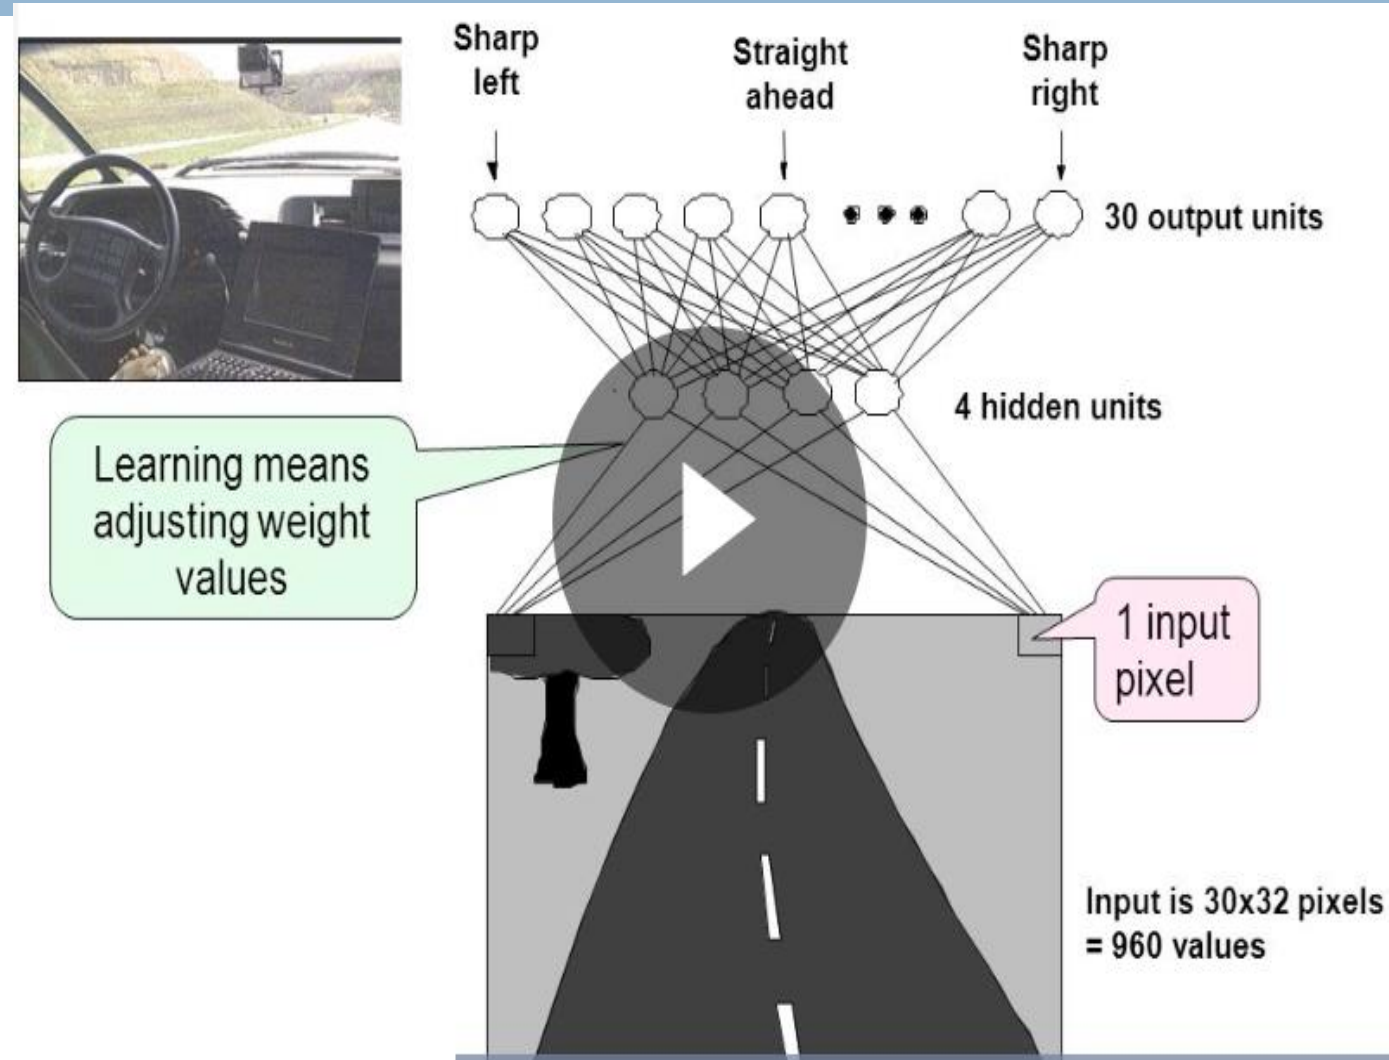 Sharp
left
Straight
ahead
Sharp
right
30 output units
4 hidden units
Learning means
adjusting weight
values
1 input
pixel
Input is 30x32 pixels
= 960 values